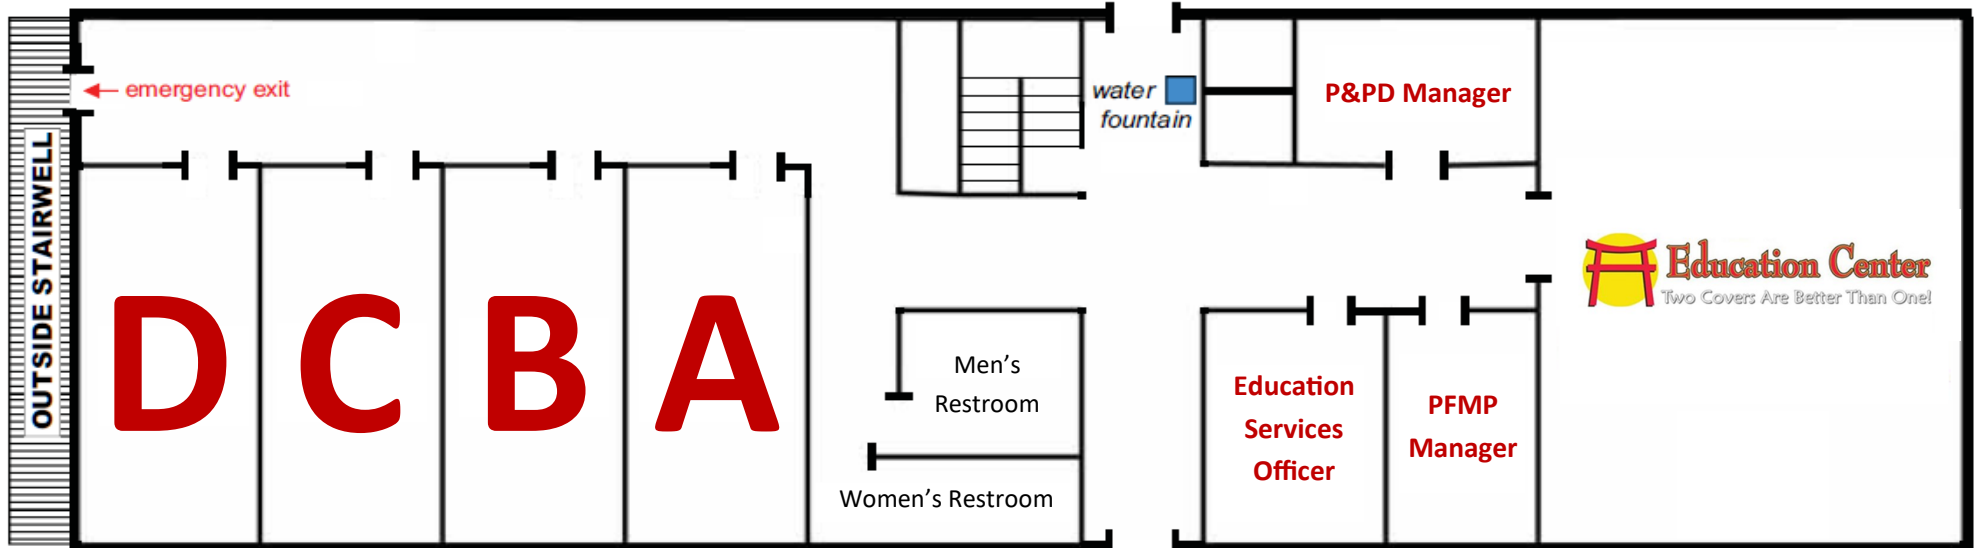 emergency exit
water
fountain
P&PD Manager
OUTSIDE STAIRWELL
Education Center
Two Covers Are Better Than One!
D
C
B
A
Men’s
Restroom
Women’s Restroom
Education
Services
Officer
PFMP
Manager